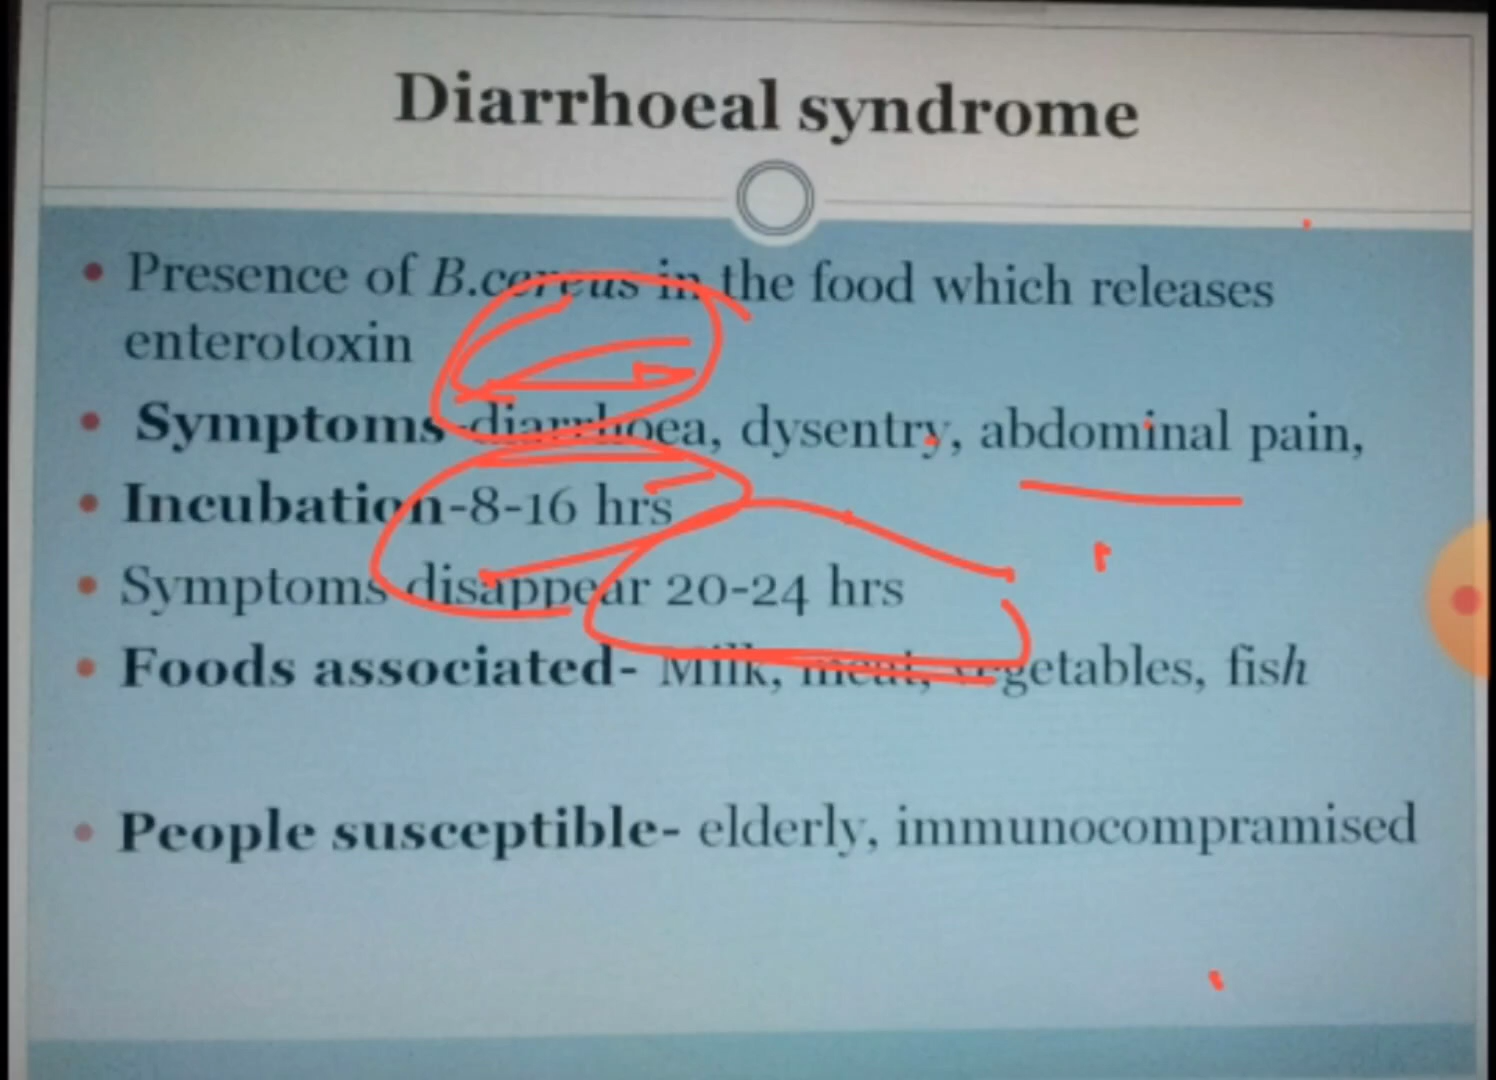 Diarrhoeal syndrome
• Presence of B.cereus in the food which releases
enterotoxin
• Symptoms-diarrhoea, dysentry, abdominal pain,
• Incubation-8-16 hrs
• Symptoms disappear 20-24 hrs
• Foods associated- Milk, meat, vegetables, fish
• People susceptible- elderly, immunocompramised